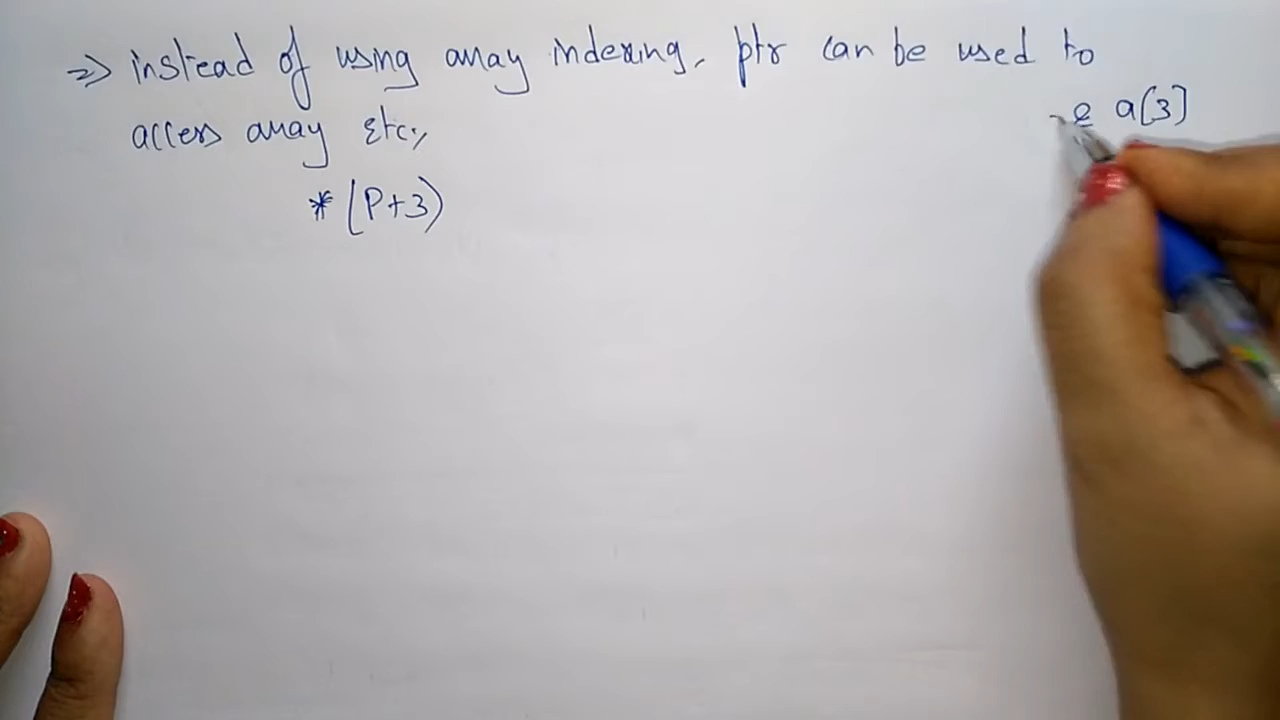 => instead of using array indexing, ptr can be used to
access array etc,
e a[3]
*(P+3)